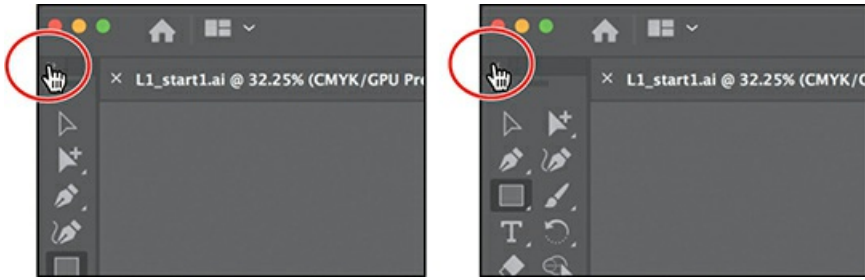 × L1_start1.ai @ 32.25% (CMYK/GPU Pre
× L1_start1.ai @ 32.25% (CMYK/